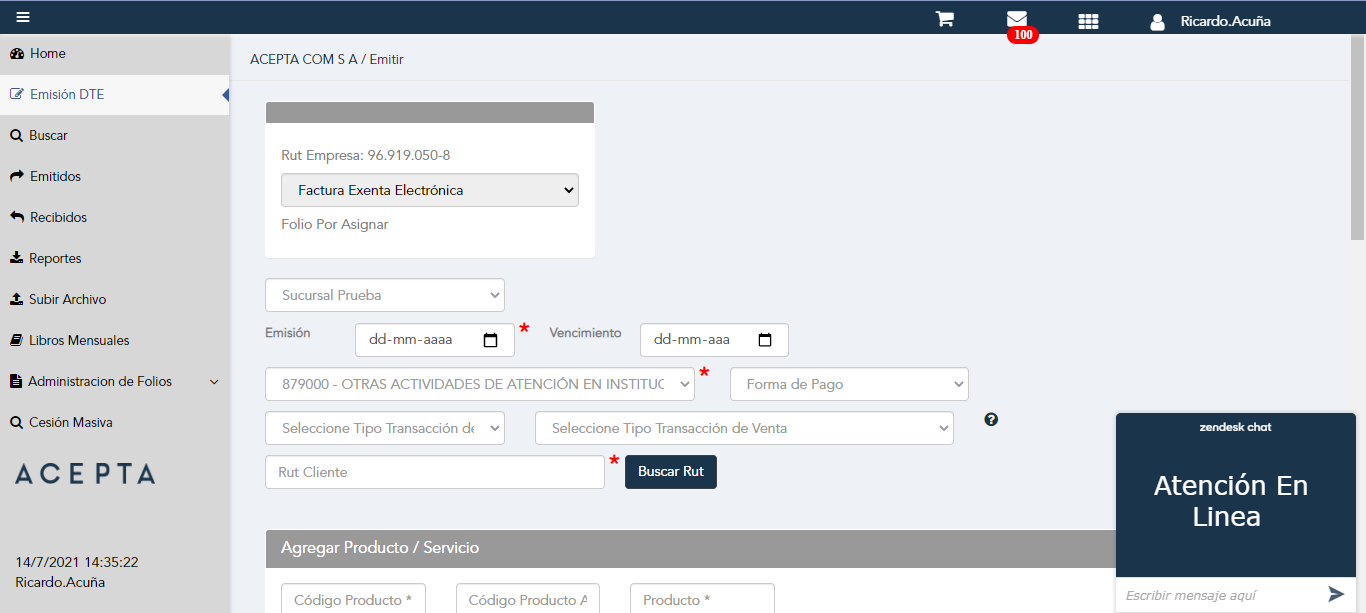 100
Ricardo.Acuña
Home
Emisión DTE
Buscar
Emitidos
Recibidos
Reportes
Subir Archivo
Libros Mensuales
Administracion de Folios
Cesión Masiva
ACEPTA
14/7/2021 14:35:22
Ricardo.Acuña
ACEPTA COM S A / Emitir
Rut Empresa: 96.919.050-8
Factura Exenta Electrónica
Folio Por Asignar
Sucursal Prueba
Emisión dd-mm-aaaa * Vencimiento dd-mm-aaa
879000 - OTRAS ACTIVIDADES DE ATENCIÓN EN INSTITUC * Forma de Pago
Seleccione Tipo Transacción de Seleccione Tipo Transacción de Venta ?
Rut Cliente * Buscar Rut
Agregar Producto / Servicio
Código Producto * Código Producto A Producto *
zendesk chat
Atención En
Linea
Escribir mensaje aquí